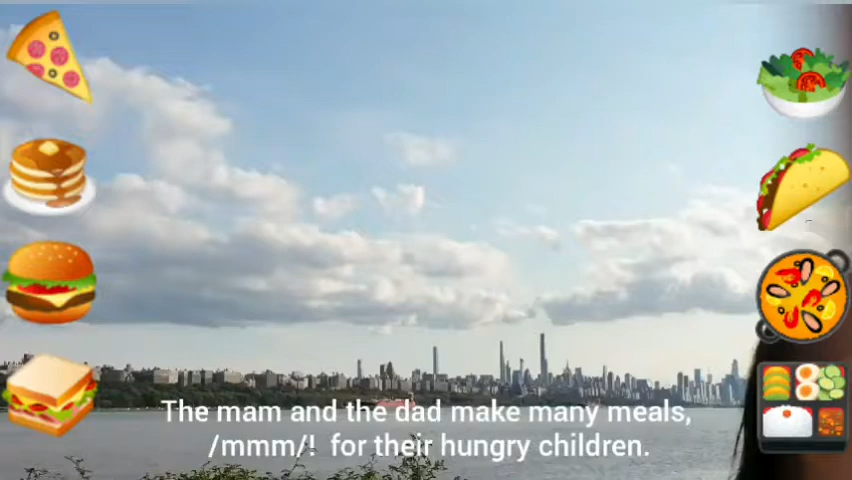 The mam and the dad make many meals,
/mmm/! for their hungry children.